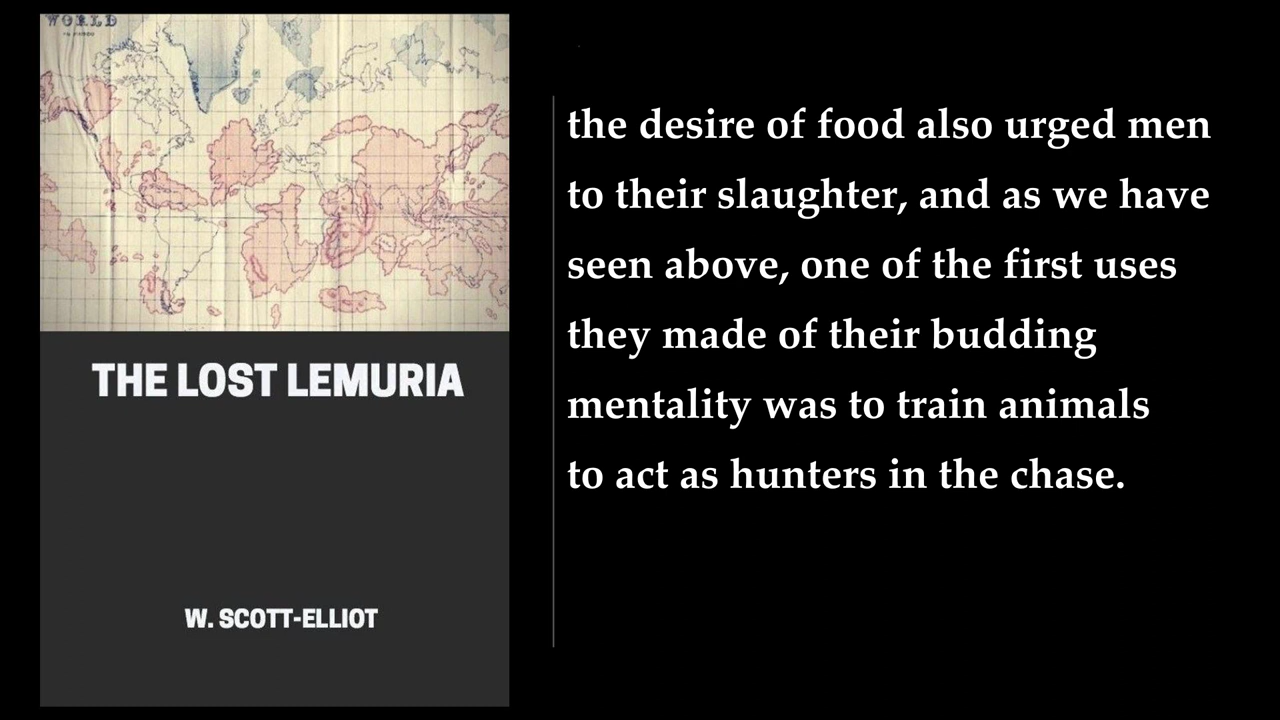 WORLD
THE LOST LEMURIA
W. SCOTT-ELLIOT
the desire of food also urged men
to their slaughter, and as we have
seen above, one of the first uses
they made of their budding
mentality was to train animals
to act as hunters in the chase.